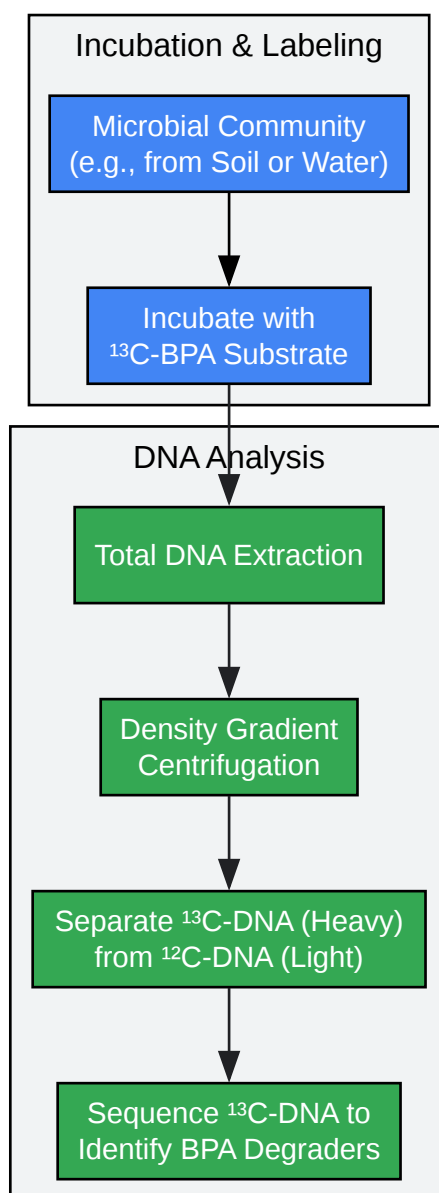 Incubation & Labeling
Microbial Community
(e.g., from Soil or Water)
Incubate with
¹³C-BPA Substrate
DNA Analysis
Total DNA Extraction
Density Gradient
Centrifugation
Separate ¹³C-DNA (Heavy)
from ¹²C-DNA (Light)
Sequence ¹³C-DNA to
Identify BPA Degraders